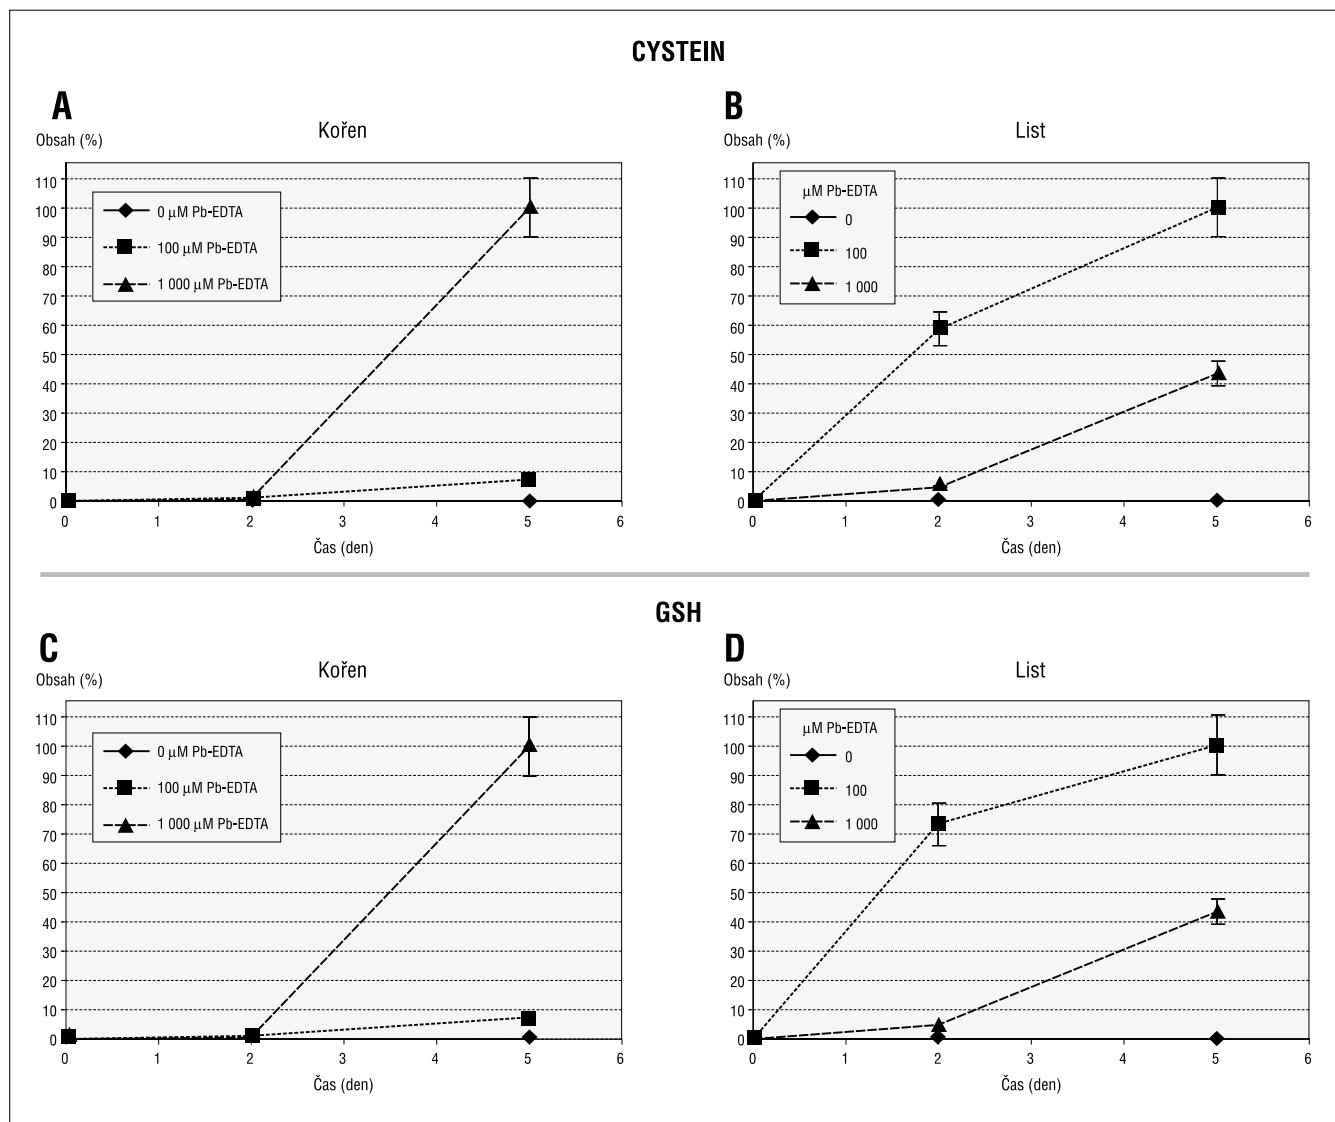 CYSTEIN
A
Kořen
Obsah (%)
110
100
90
80
70
60
50
40
30
20
10
0
0 μM Pb-EDTA
100 μM Pb-EDTA
1 000 μM Pb-EDTA
0 1 2 3 4 5 6
Čas (den)
B
List
Obsah (%)
110
100
90
80
70
60
50
40
30
20
10
0
μM Pb-EDTA
0
100
1 000
0 1 2 3 4 5 6
Čas (den)
GSH
C
Kořen
Obsah (%)
110
100
90
80
70
60
50
40
30
20
10
0
0 μM Pb-EDTA
100 μM Pb-EDTA
1 000 μM Pb-EDTA
0 1 2 3 4 5 6
Čas (den)
D
List
Obsah (%)
110
100
90
80
70
60
50
40
30
20
10
0
μM Pb-EDTA
0
100
1 000
0 1 2 3 4 5 6
Čas (den)